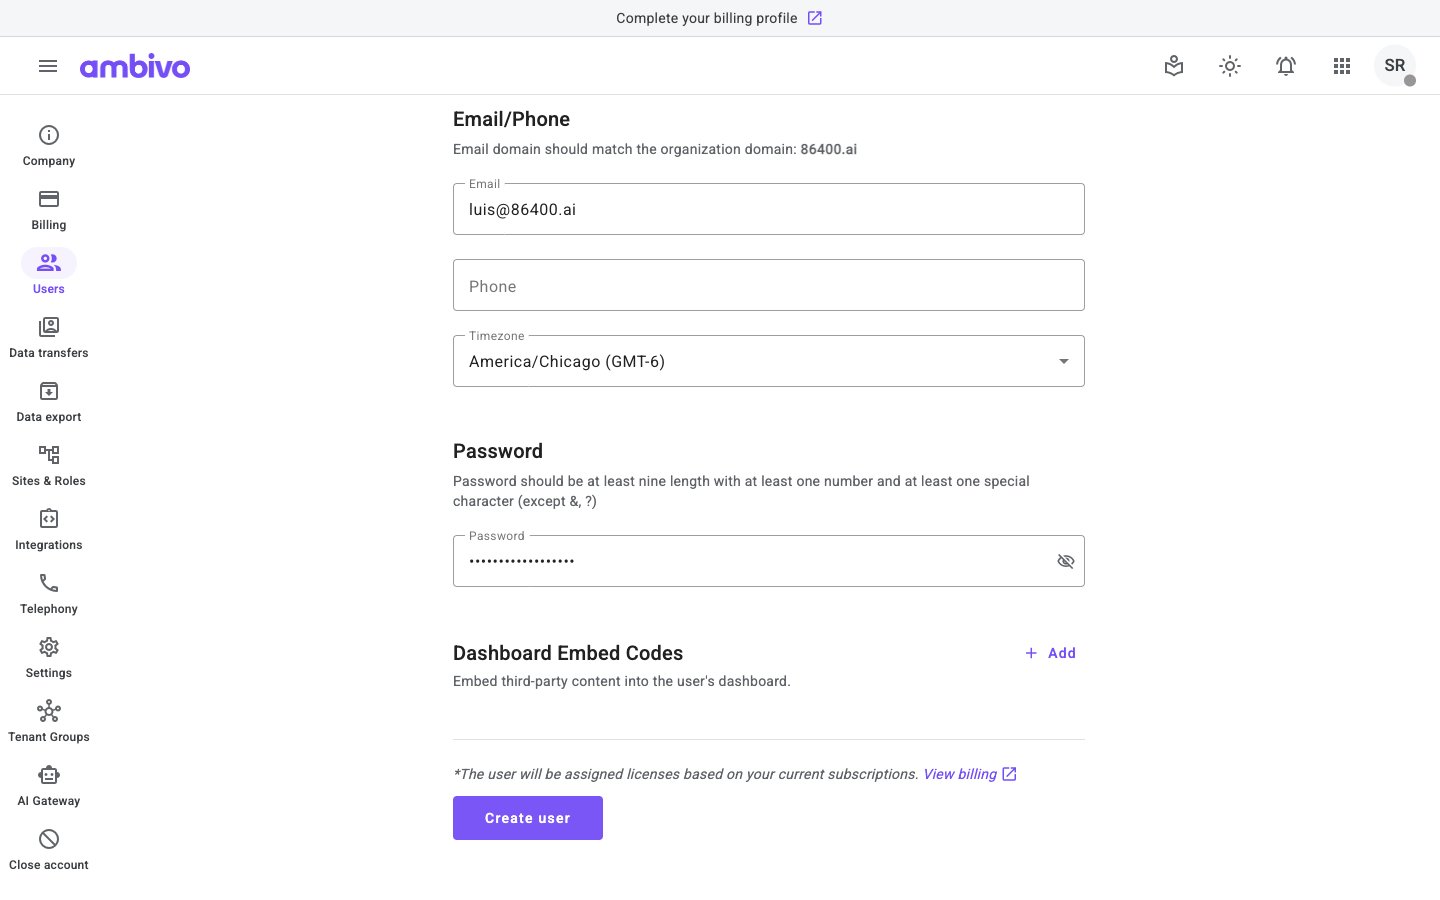 Complete your billing profile
ambivo
SR
Company
Billing
Users
Data transfers
Data export
Sites & Roles
Integrations
Telephony
Settings
Tenant Groups
AI Gateway
Close account
Email/Phone
Email domain should match the organization domain: 86400.ai
Email
luis@86400.ai
Phone
Timezone
America/Chicago (GMT-6)
Password
Password should be at least nine length with at least one number and at least one special
character (except &, ?)
Password
••••••••••••••••••
Dashboard Embed Codes
+ Add
Embed third-party content into the user's dashboard.
*The user will be assigned licenses based on your current subscriptions. View billing
Create user